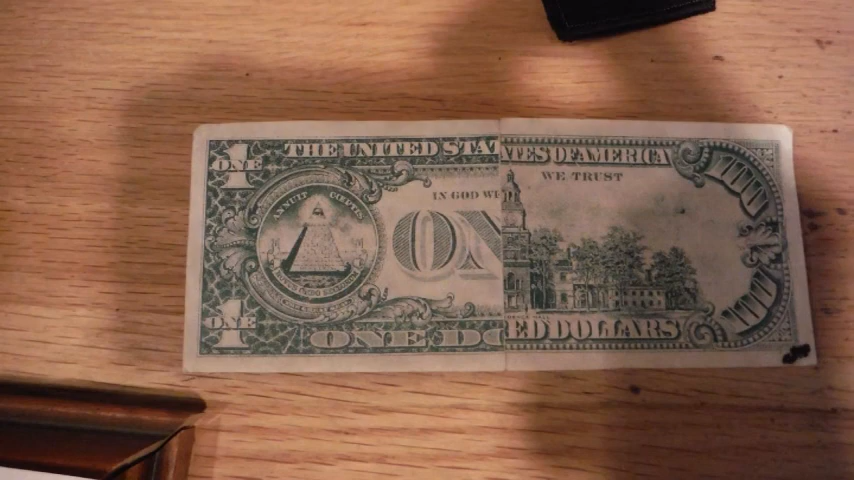 ONE THE UNITED STA TES OF AMERICA 100
ANNUIT COEPTIS
IN GOD WE WE TRUST
ON
ONE ONE DO ED DOLLARS 100